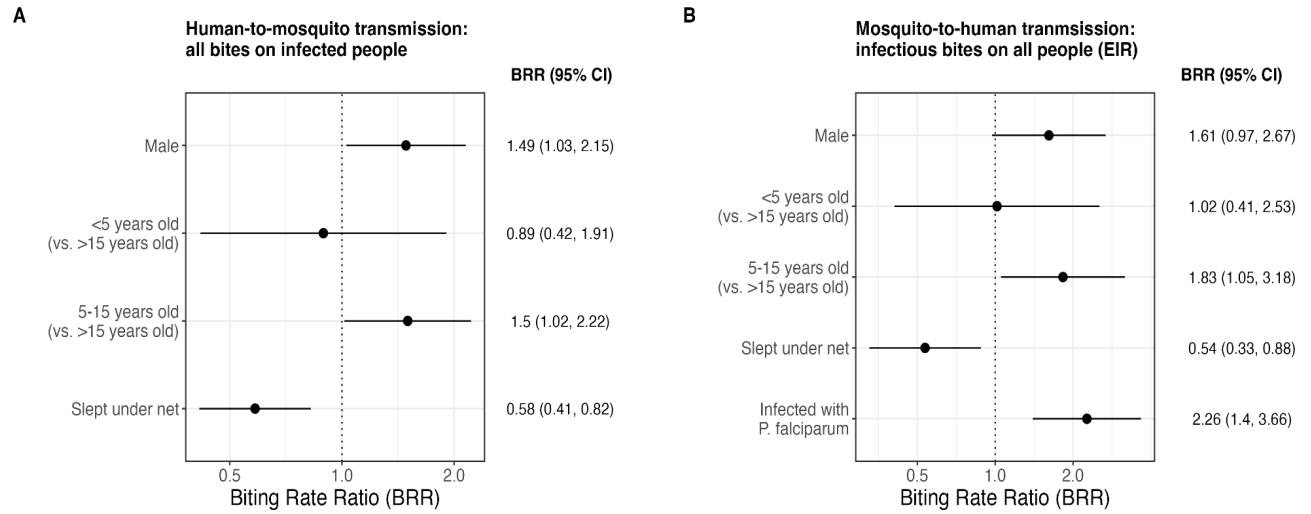 A
Human-to-mosquito transmission:
all bites on infected people
BRR (95% CI)
Male
1.49 (1.03, 2.15)
<5 years old
(vs. >15 years old)
0.89 (0.42, 1.91)
5-15 years old
(vs. >15 years old)
1.5 (1.02, 2.22)
Slept under net
0.58 (0.41, 0.82)
0.5 1.0 2.0
Biting Rate Ratio (BRR)
B
Mosquito-to-human tranmsission:
infectious bites on all people (EIR)
BRR (95% CI)
Male
1.61 (0.97, 2.67)
<5 years old
(vs. >15 years old)
1.02 (0.41, 2.53)
5-15 years old
(vs. >15 years old)
1.83 (1.05, 3.18)
Slept under net
0.54 (0.33, 0.88)
Infected with
P. falciparum
2.26 (1.4, 3.66)
0.5 1.0 2.0
Biting Rate Ratio (BRR)